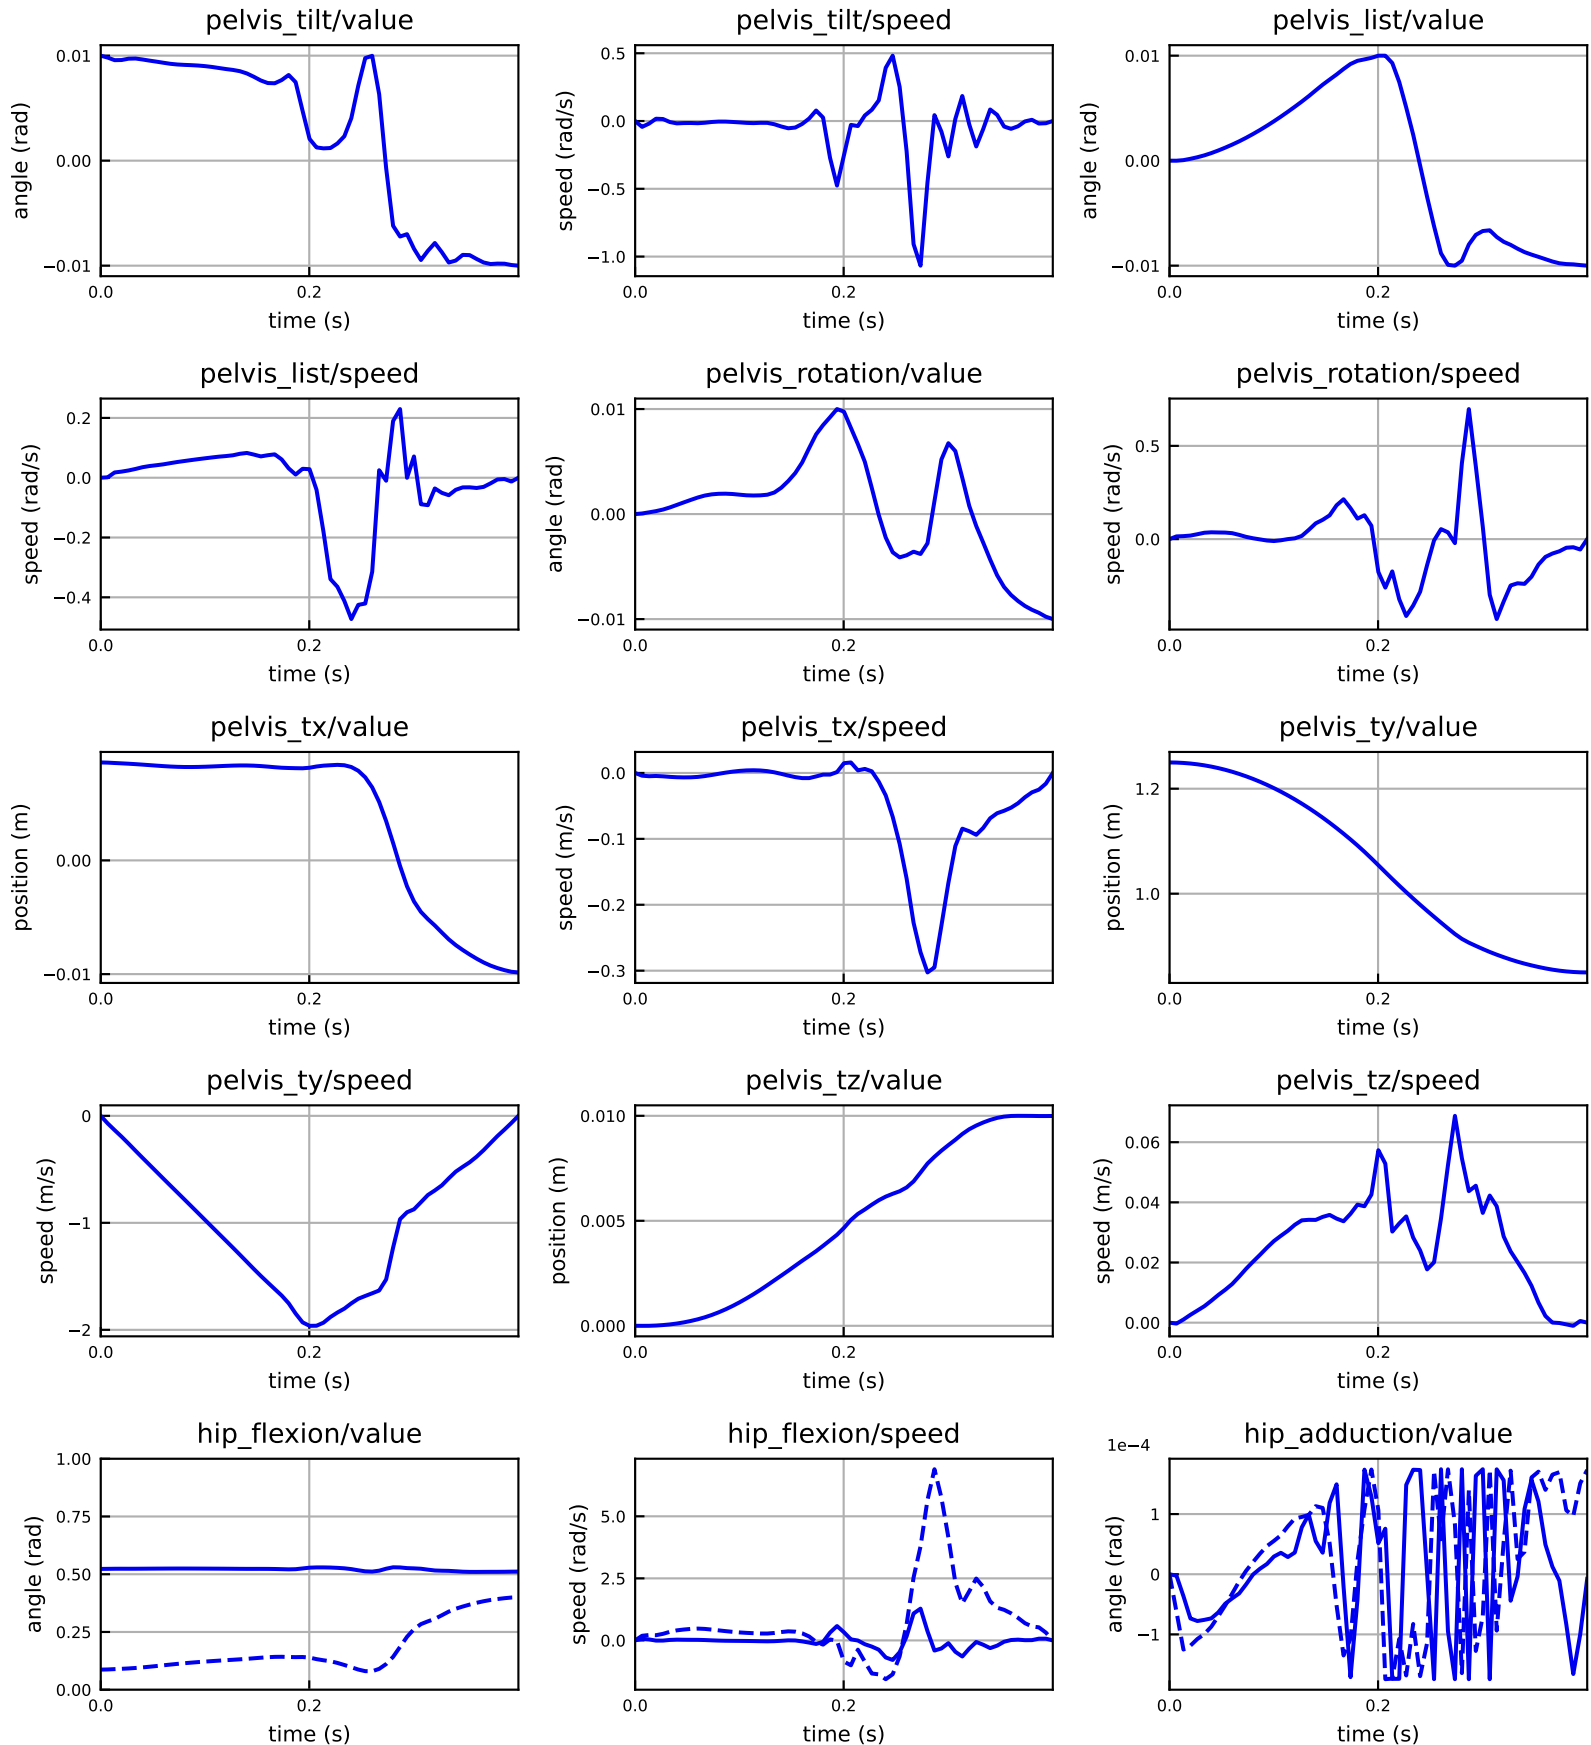 pelvis_tilt/value
pelvis_tilt/speed
pelvis_list/value
0.01
0.00
−0.01
angle (rad)
0.0
0.2
time (s)
0.5
0.0
−0.5
−1.0
speed (rad/s)
0.0
0.2
time (s)
0.01
0.00
−0.01
angle (rad)
0.0
0.2
time (s)
pelvis_list/speed
pelvis_rotation/value
pelvis_rotation/speed
0.2
0.0
−0.2
−0.4
speed (rad/s)
0.0
0.2
time (s)
0.01
0.00
−0.01
angle (rad)
0.0
0.2
time (s)
0.5
0.0
speed (rad/s)
0.0
0.2
time (s)
pelvis_tx/value
pelvis_tx/speed
pelvis_ty/value
0.00
−0.01
position (m)
0.0
0.2
time (s)
0.0
−0.1
−0.2
−0.3
speed (m/s)
0.0
0.2
time (s)
1.2
1.0
position (m)
0.0
0.2
time (s)
pelvis_ty/speed
pelvis_tz/value
pelvis_tz/speed
0
−1
−2
speed (m/s)
0.0
0.2
time (s)
0.010
0.005
0.000
position (m)
0.0
0.2
time (s)
0.06
0.04
0.02
0.00
speed (m/s)
0.0
0.2
time (s)
hip_flexion/value
hip_flexion/speed
hip_adduction/value
1.00
0.75
0.50
0.25
0.00
angle (rad)
0.0
0.2
time (s)
5.0
2.5
0.0
speed (rad/s)
0.0
0.2
time (s)
1e−4
1
0
−1
angle (rad)
0.0
0.2
time (s)